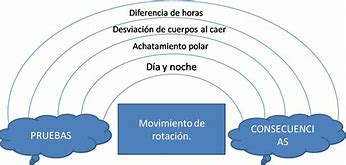 Diferencia de horas
Desviación de cuerpos al caer
Achatamiento polar
Día y noche
PRUEBAS
Movimiento de
rotación.
CONSECUENCI
AS